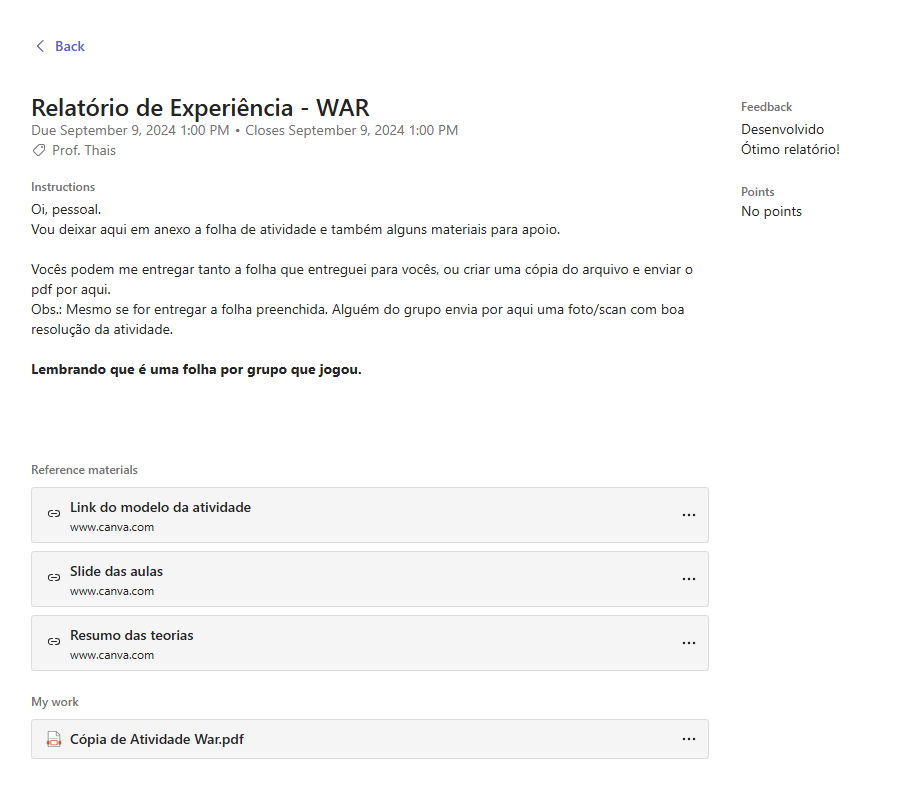 Back
Relatório de Experiência - WAR
Due September 9, 2024 1:00 PM • Closes September 9, 2024 1:00 PM
Prof. Thais
Instructions
Oi, pessoal.
Vou deixar aqui em anexo a folha de atividade e também alguns materiais para apoio.
Vocês podem me entregar tanto a folha que entreguei para vocês, ou criar uma cópia do arquivo e enviar o
pdf por aqui.
Obs.: Mesmo se for entregar a folha preenchida. Alguém do grupo envia por aqui uma foto/scan com boa
resolução da atividade.
Lembrando que é uma folha por grupo que jogou.
Reference materials
Link do modelo da atividade
www.canva.com
Slide das aulas
www.canva.com
Resumo das teorias
www.canva.com
My work
Cópia de Atividade War.pdf
Feedback
Desenvolvido
Ótimo relatório!
Points
No points